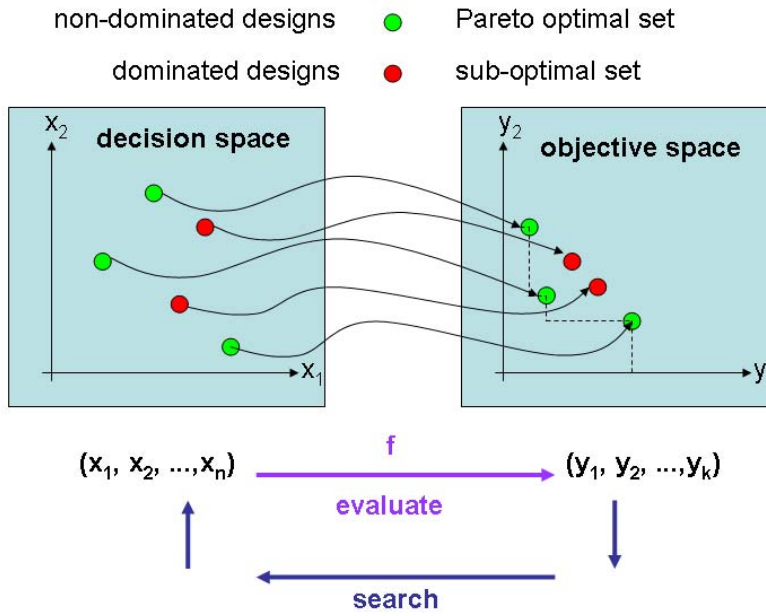 non-dominated designs Pareto optimal set
dominated designs sub-optimal set
x₂
decision space
x₁
y₂
objective space
y
f
(x₁, x₂, ...,xₙ) (y₁, y₂, ...,yₖ)
evaluate
search